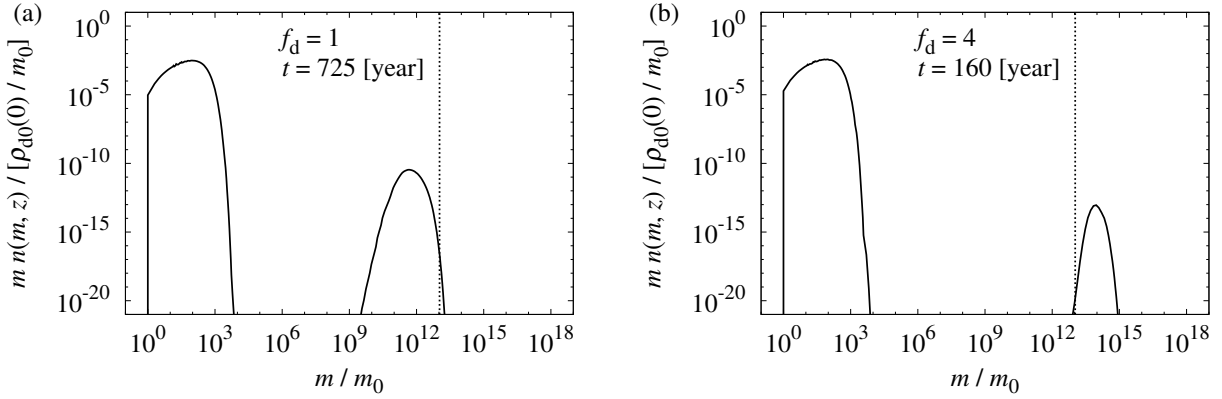 (a)
f_d = 1
t = 725 [year]
m n(m, z) / [ρ_d0(0) / m_0]
10^0
10^-5
10^-10
10^-15
10^-20
10^0 10^3 10^6 10^9 10^12 10^15 10^18
m / m_0
(b)
f_d = 4
t = 160 [year]
m n(m, z) / [ρ_d0(0) / m_0]
10^0
10^-5
10^-10
10^-15
10^-20
10^0 10^3 10^6 10^9 10^12 10^15 10^18
m / m_0